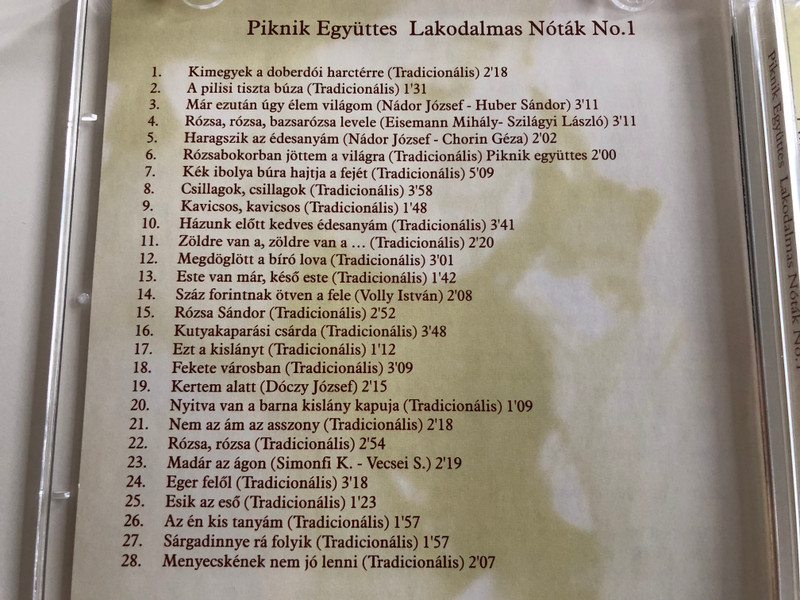 Piknik Együttes Lakodalmas Nóták No.1
1. Kimegyek a doberdói harctérre (Tradicionális) 2'18
2. A pilisi tiszta búza (Tradicionális) 1'31
3. Már ezután úgy élem világom (Nádor József - Huber Sándor) 3'11
4. Rózsa, rózsa, bazsarózsa levele (Eisemann Mihály- Szilágyi László) 3'11
5. Haragszik az édesanyám (Nádor József - Chorin Géza) 2'02
6. Rózsabokorban jöttem a világra (Tradicionális) Piknik együttes 2'00
7. Kék ibolya búra hajtja a fejét (Tradicionális) 5'09
8. Csillagok, csillagok (Tradicionális) 3'58
9. Kavicsos, kavicsos (Tradicionális) 1'48
10. Házunk előtt kedves édesanyám (Tradicionális) 3'41
11. Zöldre van a, zöldre van a ... (Tradicionális) 2'20
12. Megdöglött a bíró lova (Tradicionális) 3'01
13. Este van már, késő este (Tradicionális) 1'42
14. Száz forintnak ötven a fele (Volly István) 2'08
15. Rózsa Sándor (Tradicionális) 2'52
16. Kutyakaparási csárda (Tradicionális) 3'48
17. Ezt a kislányt (Tradicionális) 1'12
18. Fekete városban (Tradicionális) 3'09
19. Kertem alatt (Dóczy József) 2'15
20. Nyitva van a barna kislány kapuja (Tradicionális) 1'09
21. Nem az ám az asszony (Tradicionális) 2'18
22. Rózsa, rózsa (Tradicionális) 2'54
23. Madár az ágon (Simonfi K. - Vecsei S.) 2'19
24. Eger felől (Tradicionális) 3'18
25. Esik az eső (Tradicionális) 1'23
26. Az én kis tanyám (Tradicionális) 1'57
27. Sárgadinnye rá folyik (Tradicionális) 1'57
28. Menyecskének nem jó lenni (Tradicionális) 2'07
Piknik Együttes Lakodalmas Nóták No.1